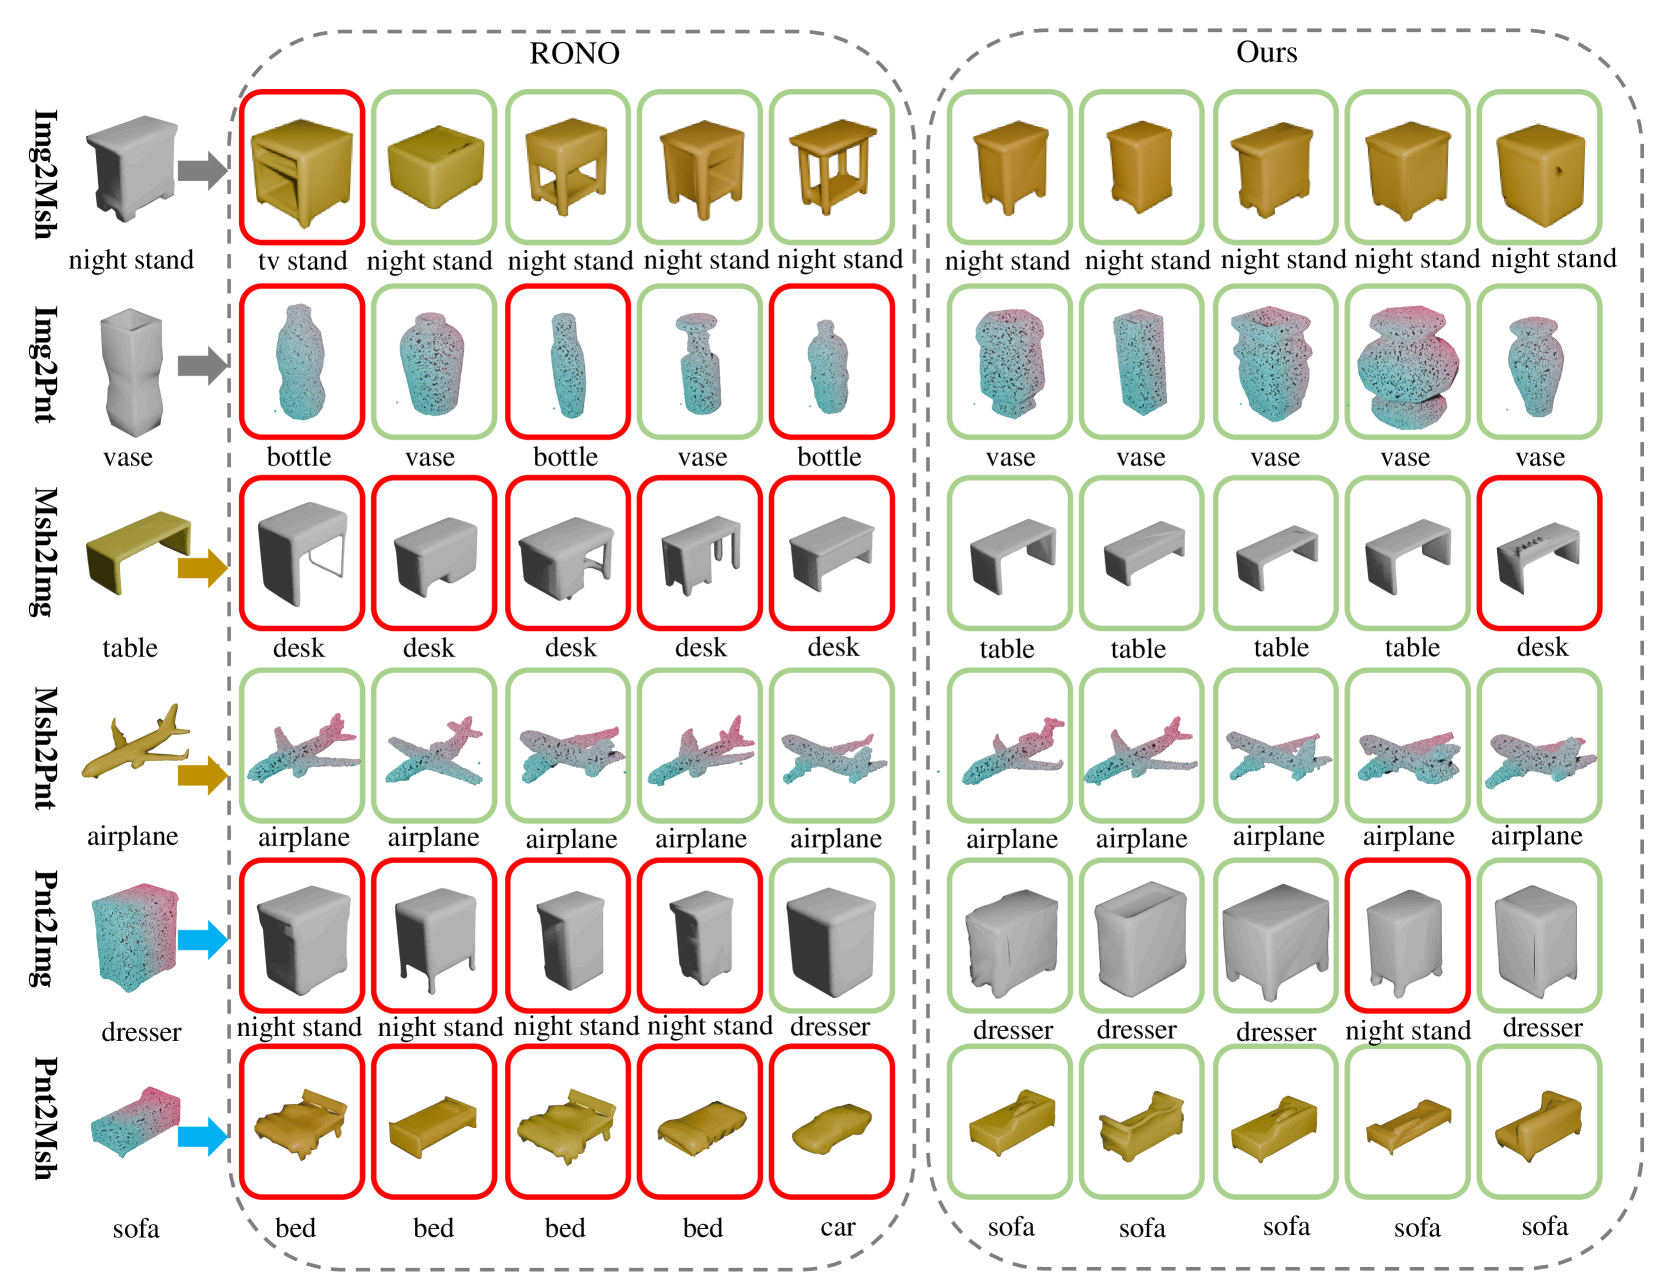 RONO
Ours
Img2Msh
night stand
tv stand
night stand
night stand
night stand
night stand
night stand
night stand
night stand
night stand
night stand
Img2Pnt
vase
bottle
vase
bottle
vase
bottle
vase
vase
vase
vase
vase
Msh2Img
table
desk
desk
desk
desk
desk
table
table
table
table
desk
Msh2Pnt
airplane
airplane
airplane
airplane
airplane
airplane
airplane
airplane
airplane
airplane
airplane
Pnt2Img
dresser
night stand
night stand
night stand
night stand
dresser
dresser
dresser
dresser
night stand
dresser
Pnt2Msh
sofa
bed
bed
bed
bed
car
sofa
sofa
sofa
sofa
sofa